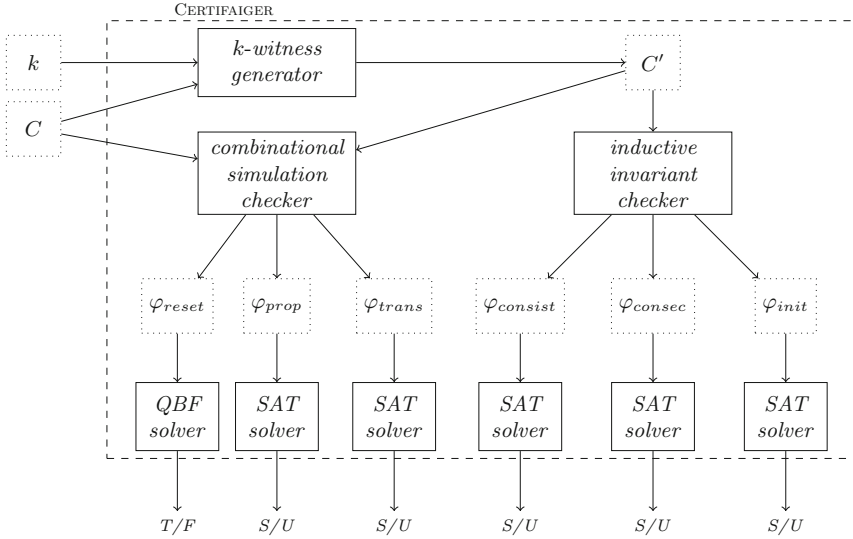 CERTIFAIGER
k
k-witness
generator
C′
C
combinational
simulation
checker
inductive
invariant
checker
φreset
φprop
φtrans
φconsist
φconsec
φinit
QBF
solver
SAT
solver
SAT
solver
SAT
solver
SAT
solver
SAT
solver
T/F
S/U
S/U
S/U
S/U
S/U